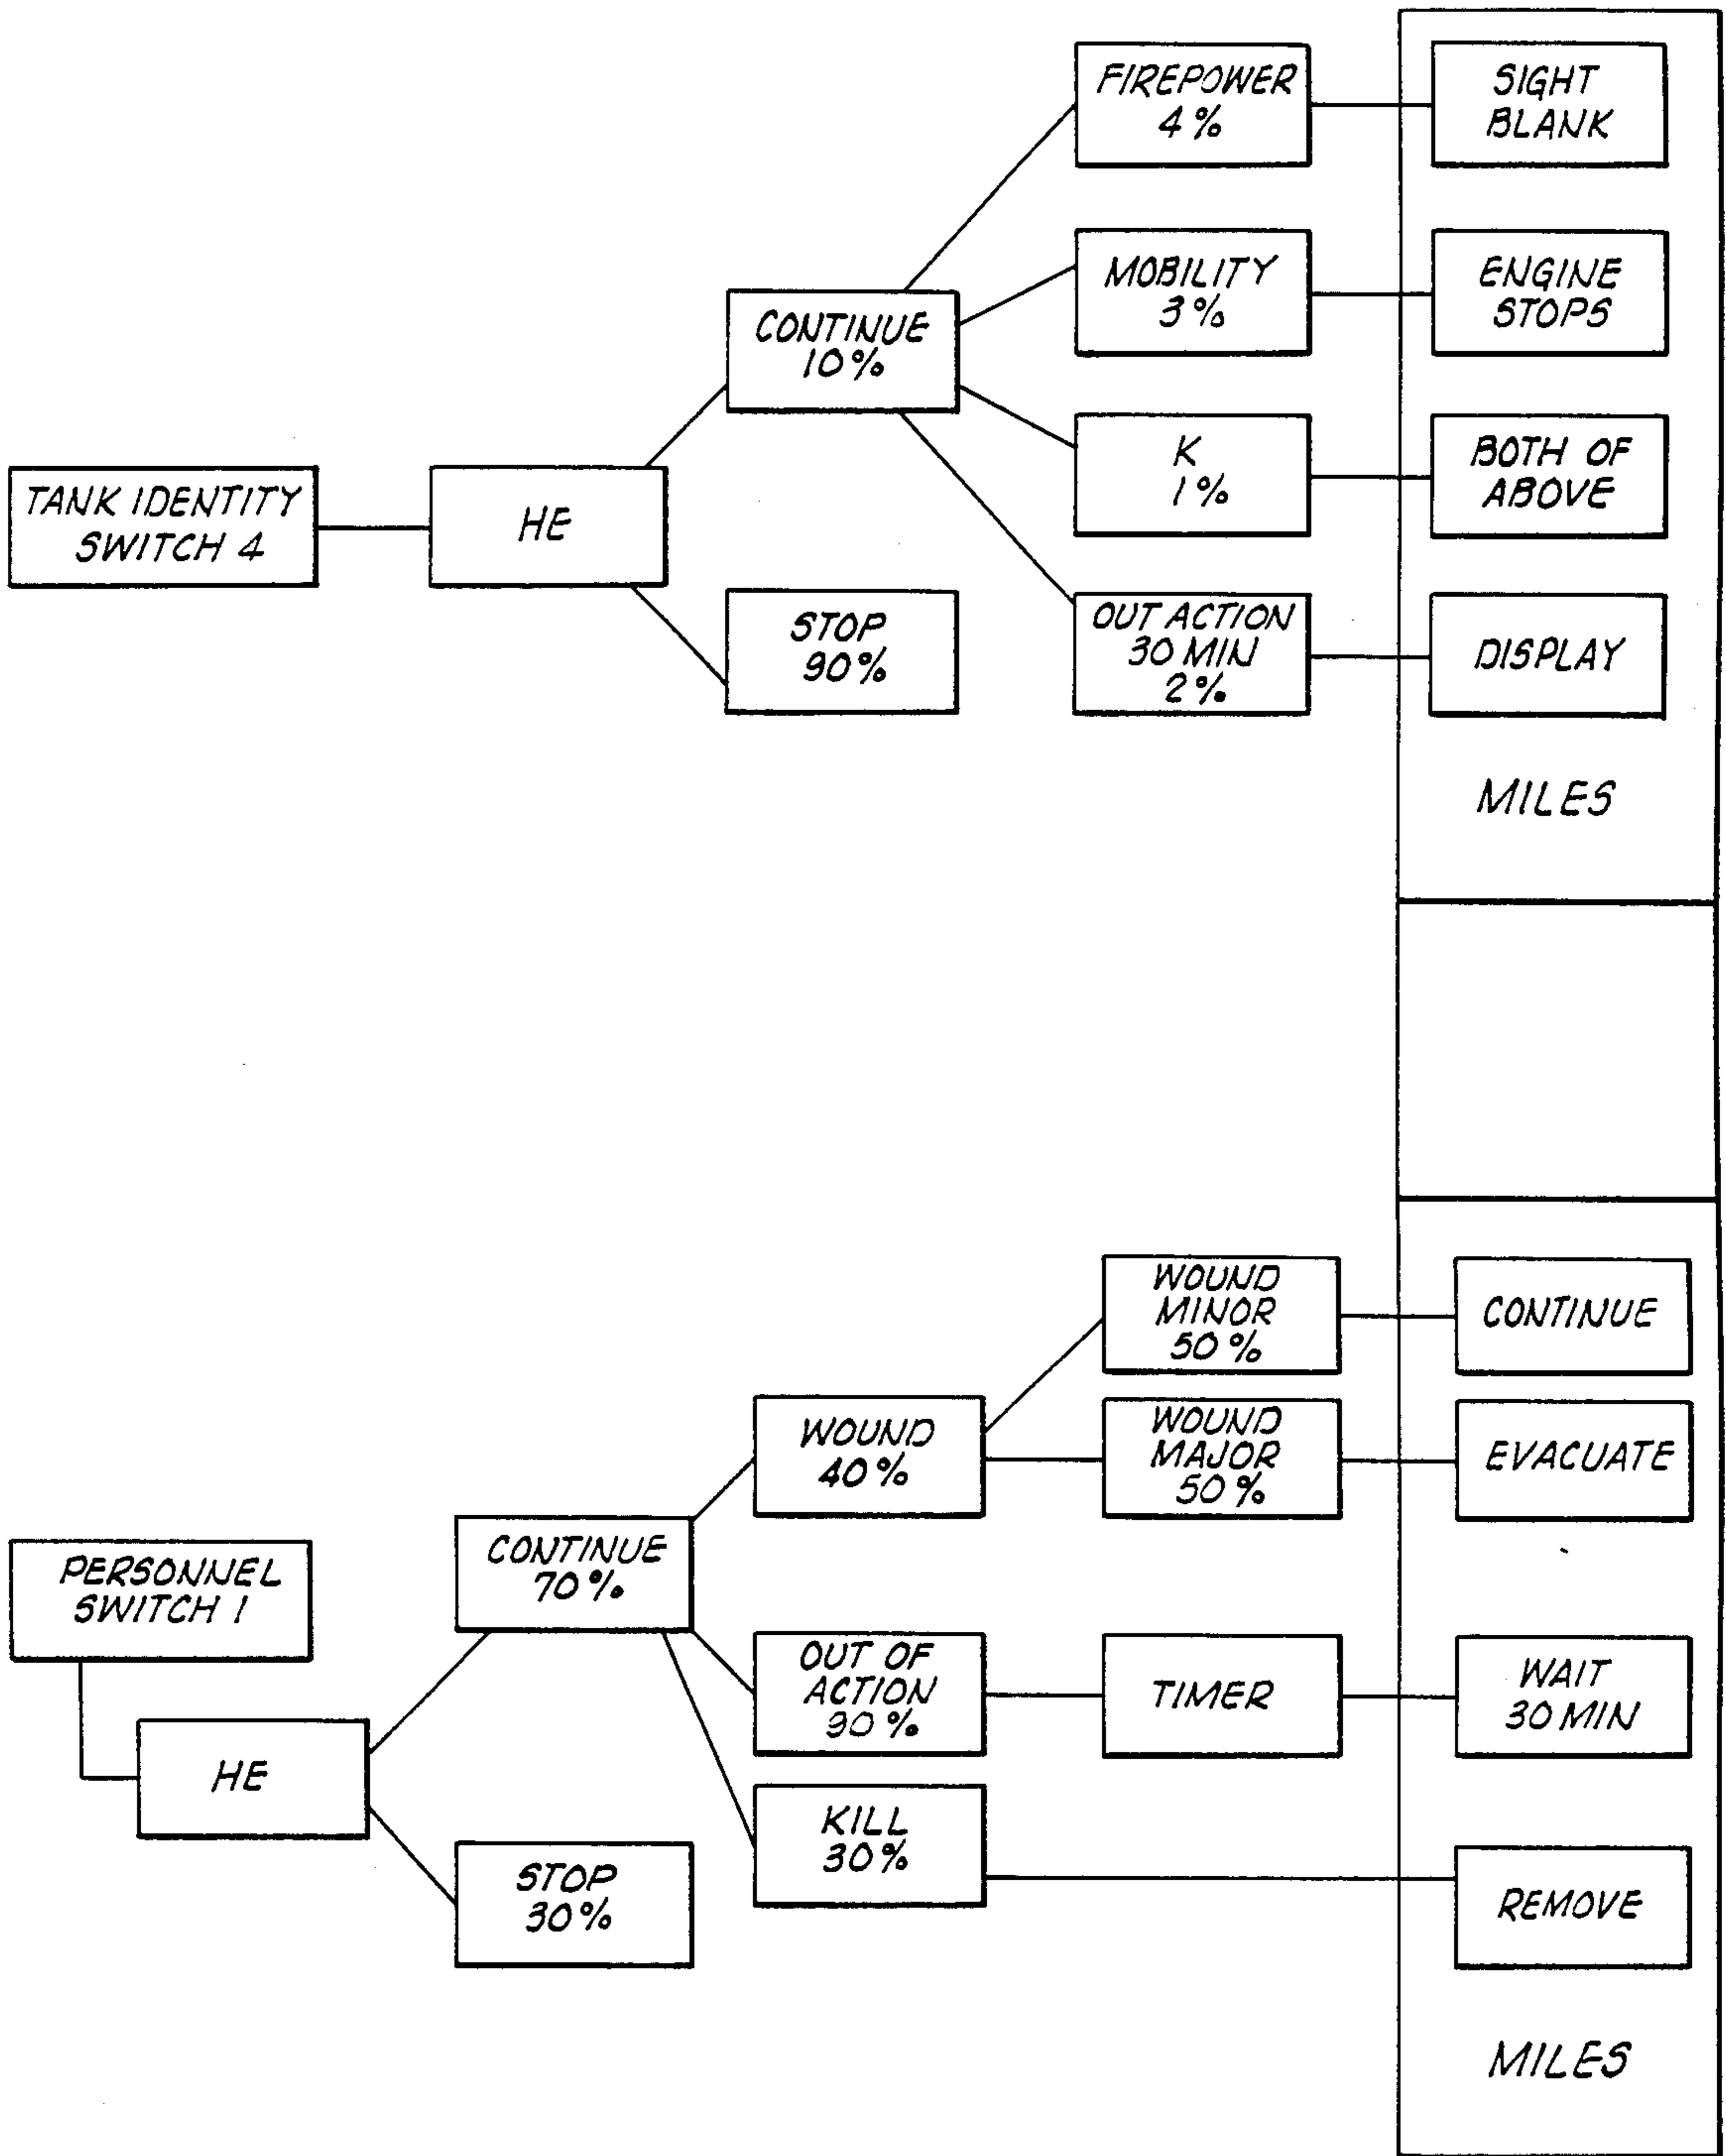 FIREPOWER
4%
SIGHT
BLANK
MOBILITY
3%
ENGINE
STOPS
CONTINUE
10%
K
1%
BOTH OF
ABOVE
TANK IDENTITY
SWITCH 4
HE
STOP
90%
OUT ACTION
30 MIN
2%
DISPLAY
MILES
WOUND
MINOR
50%
CONTINUE
WOUND
40%
WOUND
MAJOR
50%
EVACUATE
CONTINUE
70%
PERSONNEL
SWITCH 1
OUT OF
ACTION
30%
TIMER
WAIT
30 MIN
HE
KILL
30%
STOP
30%
REMOVE
MILES